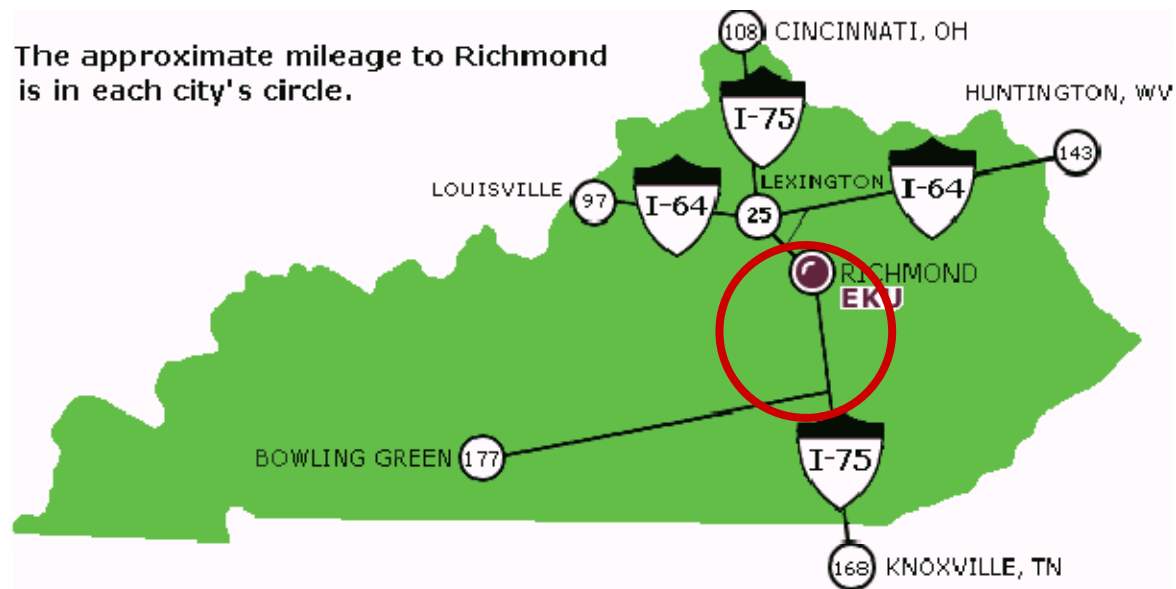 The approximate mileage to Richmond
is in each city's circle.
108 CINCINNATI, OH
I-75
HUNTINGTON, WV
143
LOUISVILLE 97
I-64
LEXINGTON
25
I-64
RICHMOND
EKU
BOWLING GREEN 177
I-75
168 KNOXVILLE, TN